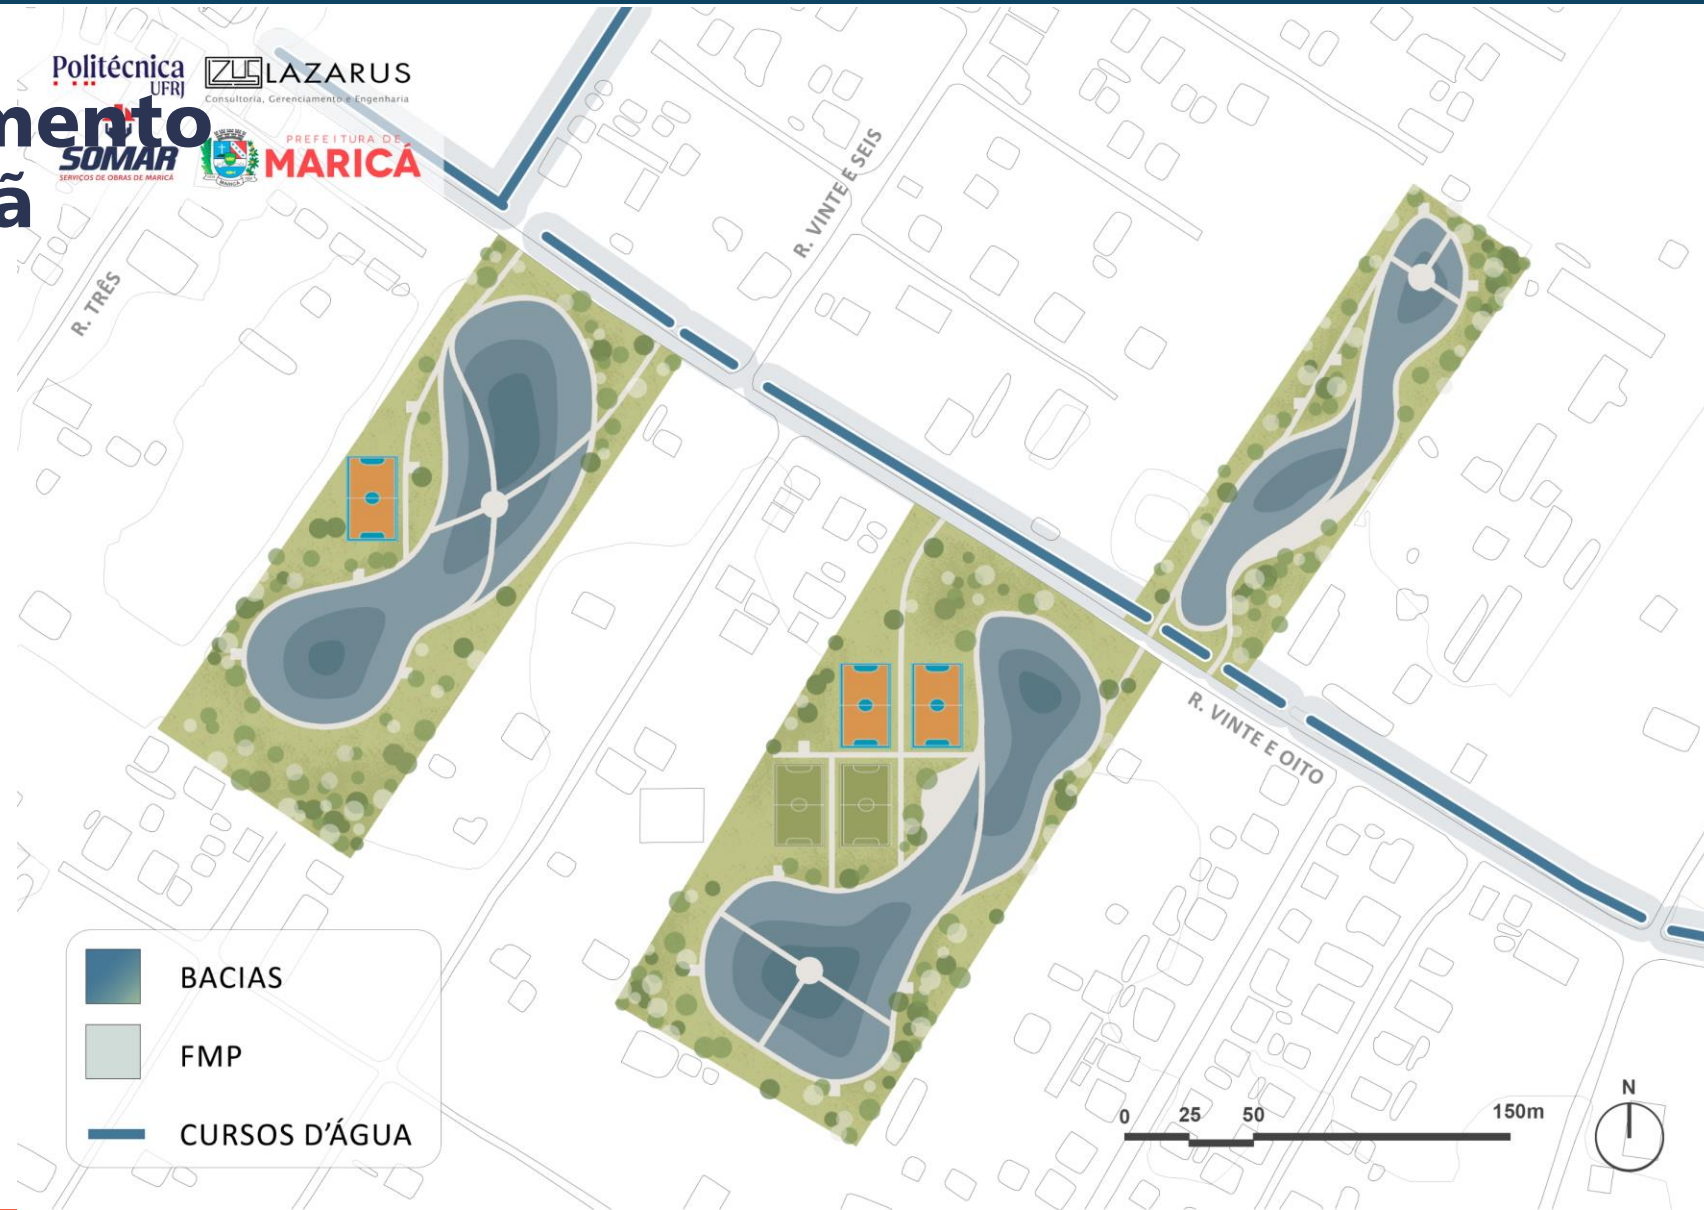 Politécnica
UFRJ
ZUS LAZARUS
Consultoria, Gerenciamento e Engenharia
mento
ã
SOMAR
SERVIÇOS DE OBRAS DE MARICÁ
PREFEITURA DE
MARICÁ
R. TRÊS
R. VINTE E SEIS
R. VINTE E OITO
BACIAS
FMP
CURSOS D'ÁGUA
0 25 50 150m
N